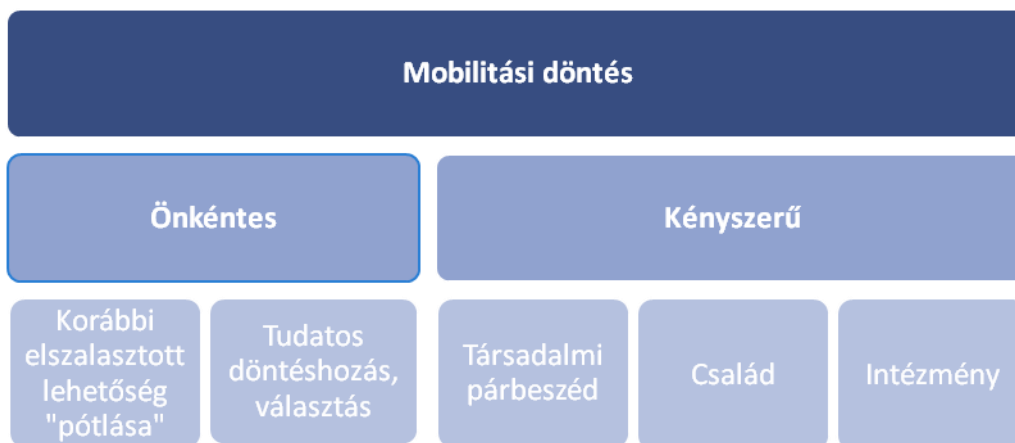 Mobilitási döntés
Önkéntes
Kényszerű
Korábbi
elszalasztott
lehetőség
"pótlása"
Tudatos
döntéshozás,
választás
Társadalmi
párbeszéd
Család
Intézmény